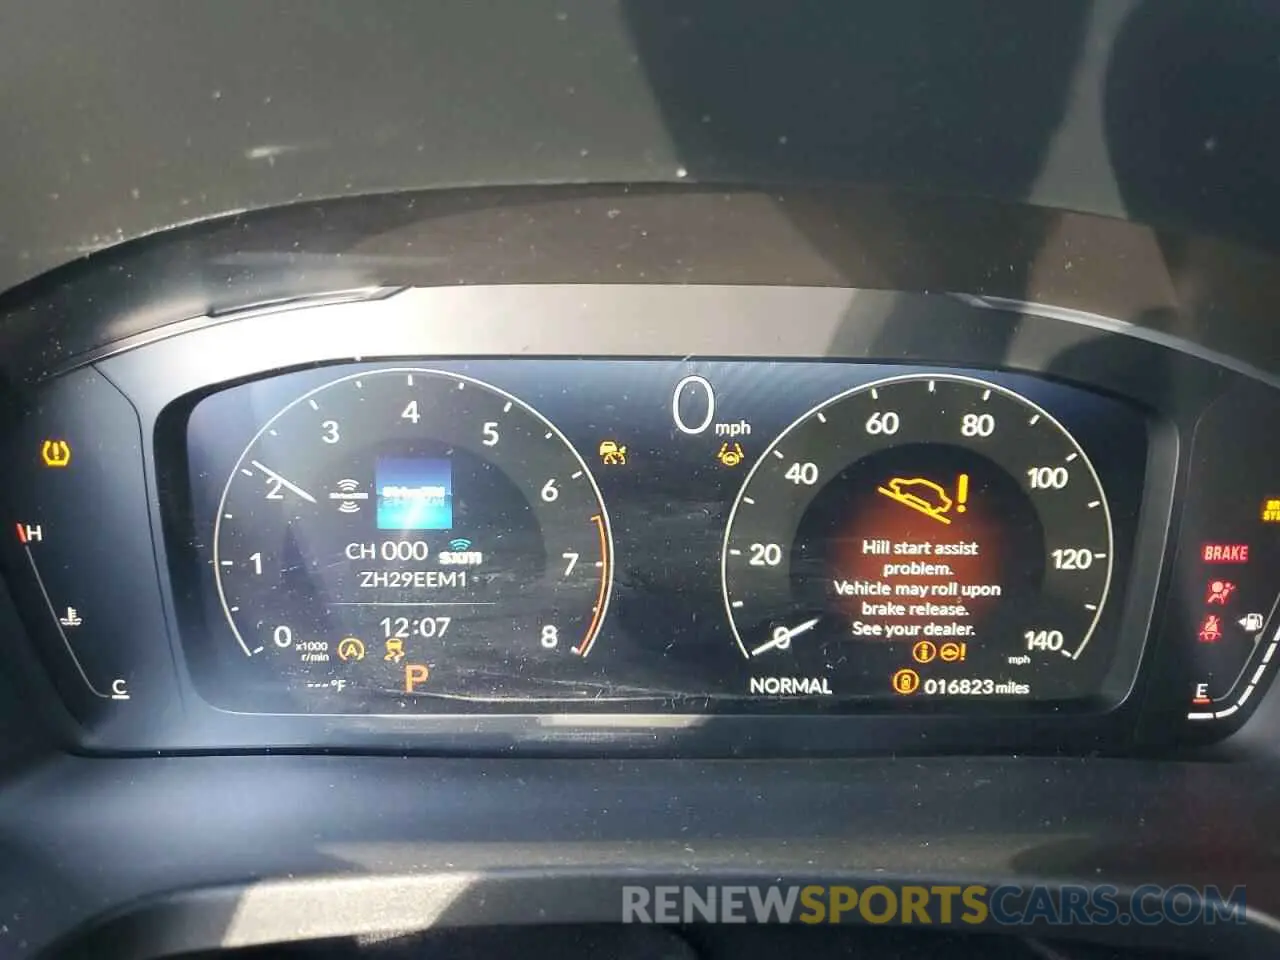 0 mph
0 1 2 3 4 5 6 7 8
x1000
r/min
CH 000 sxm
ZH29EEM1
12:07
A
---°F
P
H
C
0 20 40 60 80 100 120 140
mph
Hill start assist
problem.
Vehicle may roll upon
brake release.
See your dealer.
NORMAL
016823 miles
BRAKE
E
RENEWSPORTSCARS.COM